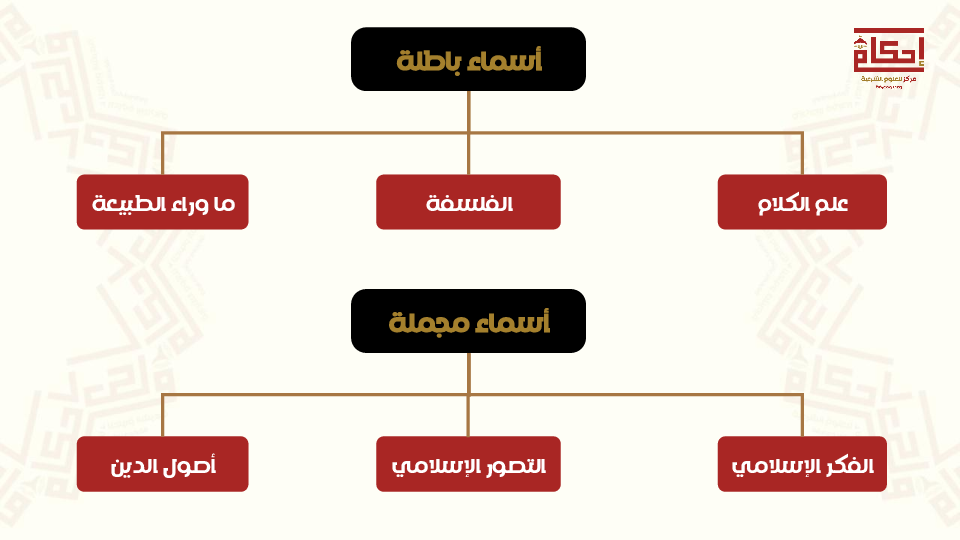 إحكام
مركز للعلوم الشرعية
أسماء باطلة
علم الكلام
الفلسفة
ما وراء الطبيعة
أسماء مجملة
الفكر الإسلامي
التصور الإسلامي
أصول الدين